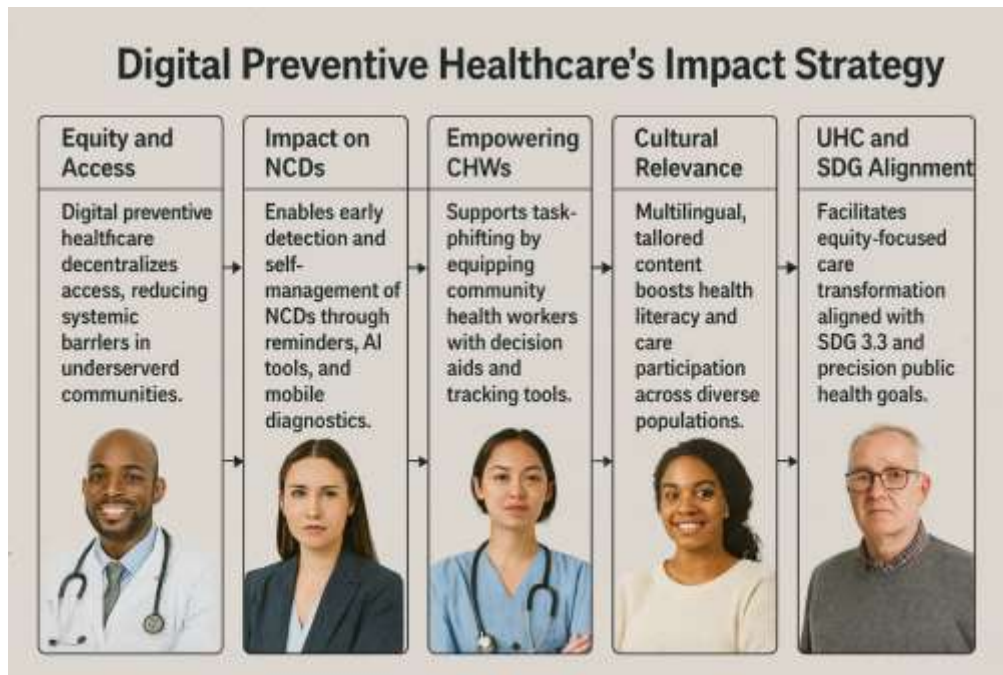 Digital Preventive Healthcare's Impact Strategy
Equity and
Access
Digital preventive
healthcare
decentralizes
access, reducing
systemic
barrlers in
underserverd
communities.
Impact on
NCDs
Enables early
detection and
self-
management of
NCDs through
reminders, AI
tools, and
mobile
diagnostics.
Empowering
CHWs
Supports task-
phifting by
equipping
community
health workers
with decision
aids and
tracking tools.
Cultural
Relevance
Multilingual,
tallored
content
boosts health
literacy and
care
participation
across diverse
populations.
UHC and
SDG Alignment
Facilitates
equity-focused
care
transformation
aligned with
SDG 3.3 and
precision public
health goals.